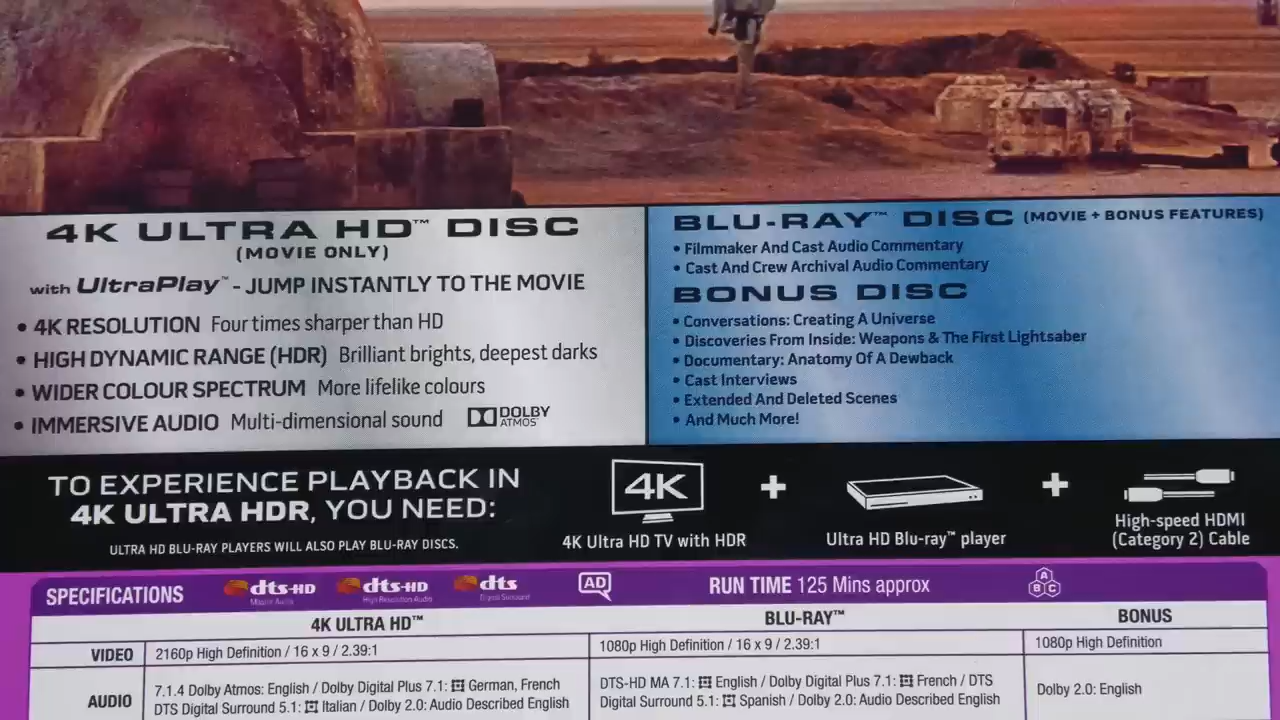 4K ULTRA HD™ DISC
(MOVIE ONLY)
with UltraPlay™ - JUMP INSTANTLY TO THE MOVIE
• 4K RESOLUTION Four times sharper than HD
• HIGH DYNAMIC RANGE (HDR) Brilliant brights, deepest darks
• WIDER COLOUR SPECTRUM More lifelike colours
• IMMERSIVE AUDIO Multi-dimensional sound DOLBY ATMOS
BLU-RAY™ DISC (MOVIE + BONUS FEATURES)
• Filmmaker And Cast Audio Commentary
• Cast And Crew Archival Audio Commentary
BONUS DISC
• Conversations: Creating A Universe
• Discoveries From Inside: Weapons & The First Lightsaber
• Documentary: Anatomy Of A Dewback
• Cast Interviews
• Extended And Deleted Scenes
• And Much More!
TO EXPERIENCE PLAYBACK IN
4K ULTRA HDR, YOU NEED:
ULTRA HD BLU-RAY PLAYERS WILL ALSO PLAY BLU-RAY DISCS.
4K
4K Ultra HD TV with HDR
+
Ultra HD Blu-ray™ player
+
High-speed HDMI
(Category 2) Cable
SPECIFICATIONS dts-HD Master Audio dts-HD High Resolution Audio dts Digital Surround AD RUN TIME 125 Mins approx A B C
4K ULTRA HD™ BLU-RAY™ BONUS
VIDEO 2160p High Definition / 16 x 9 / 2.39:1 1080p High Definition / 16 x 9 / 2.39:1 1080p High Definition
AUDIO
7.1.4 Dolby Atmos: English / Dolby Digital Plus 7.1: German, French
DTS Digital Surround 5.1: Italian / Dolby 2.0: Audio Described English
DTS-HD MA 7.1: English / Dolby Digital Plus 7.1: French / DTS
Digital Surround 5.1: Spanish / Dolby 2.0: Audio Described English
Dolby 2.0: English